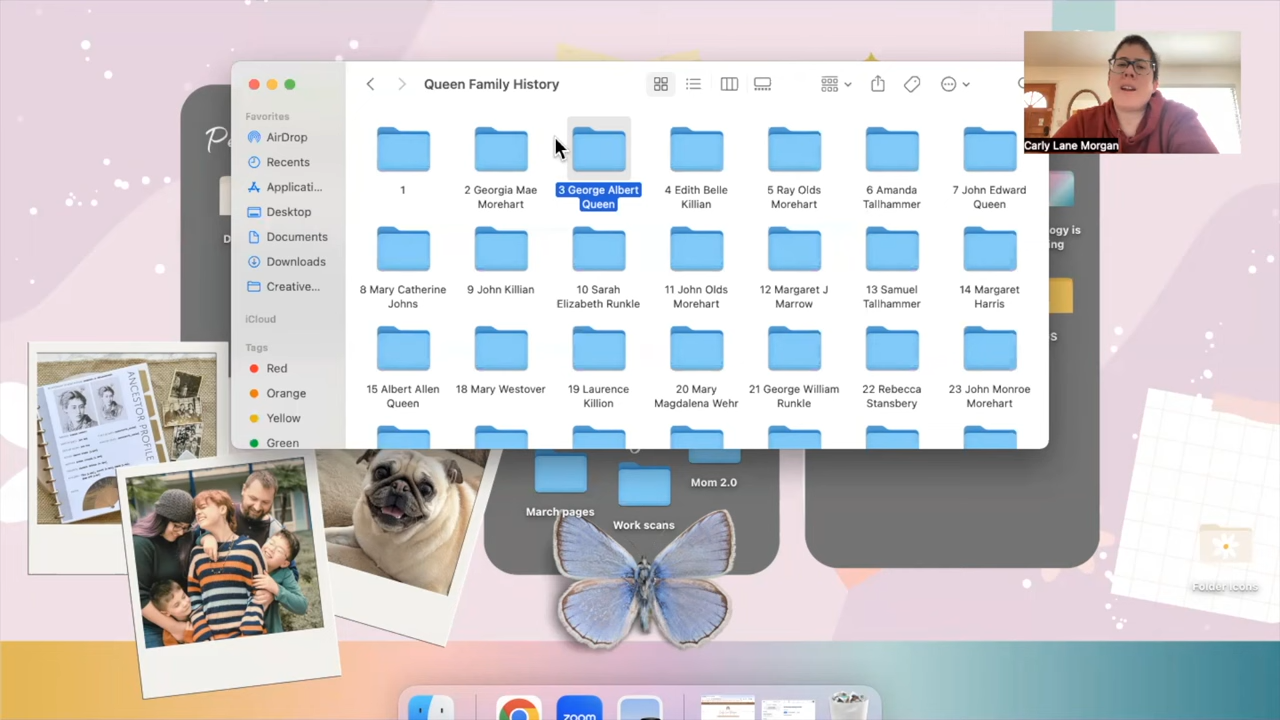 Queen Family History
Carly Lane Morgan
Favorites
AirDrop
Recents
Applicati...
Desktop
Documents
Downloads
Creative...
iCloud
Tags
Red
Orange
Yellow
Green
1
2 Georgia Mae
Morehart
3 George Albert
Queen
4 Edith Belle
Killian
5 Ray Olds
Morehart
6 Amanda
Tallhammer
7 John Edward
Queen
8 Mary Catherine
Johns
9 John Killian
10 Sarah
Elizabeth Runkle
11 John Olds
Morehart
12 Margaret J
Marrow
13 Samuel
Tallhammer
14 Margaret
Harris
15 Albert Allen
Queen
18 Mary Westover
19 Laurence
Killion
20 Mary
Magdalena Wehr
21 George William
Runkle
22 Rebecca
Stansbery
23 John Monroe
Morehart
ANCESTOR PROFILE
March pages
Work scans
Mom 2.0
Folder icons
zoom